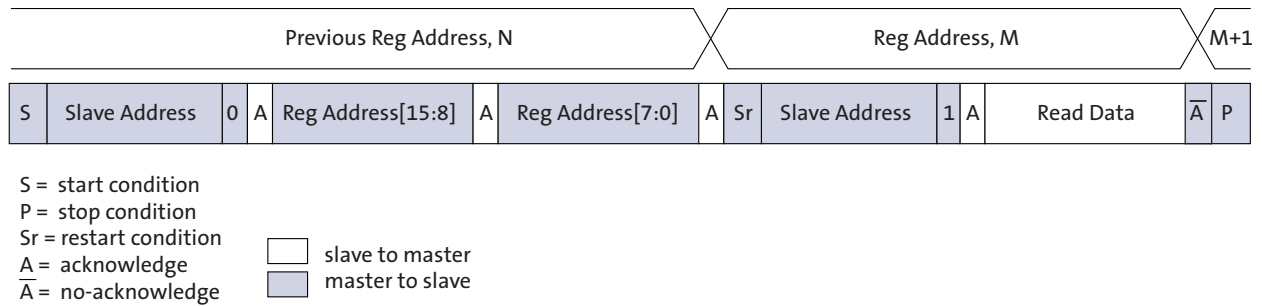 Previous Reg Address, N Reg Address, M M+1
S Slave Address 0 A Reg Address[15:8] A Reg Address[7:0] A Sr Slave Address 1 A Read Data A̅ P
S = start condition
P = stop condition
Sr = restart condition
A = acknowledge
A̅ = no-acknowledge
slave to master
master to slave